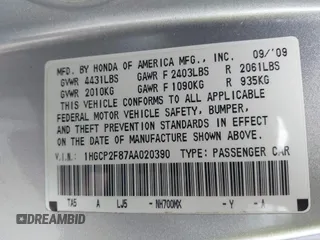 MFD. BY HONDA OF AMERICA MFG., INC. 09/'09
GVWR 4431LBS GAWR F 2403LBS R 2061LBS
GVWR 2010KG GAWR F 1090KG R 935KG
THIS VEHICLE CONFORMS TO ALL APPLICABLE
FEDERAL MOTOR VEHICLE SAFETY, BUMPER,
AND THEFT PREVENTION STANDARDS IN EFFECT ON THE
DATE OF MANUFACTURE SHOWN ABOVE.
V.I.N.: 1HGCP2F87AA020390 TYPE: PASSENGER CAR
TA5 A LJ5 - NH700MX - Y - A
DREAMBID